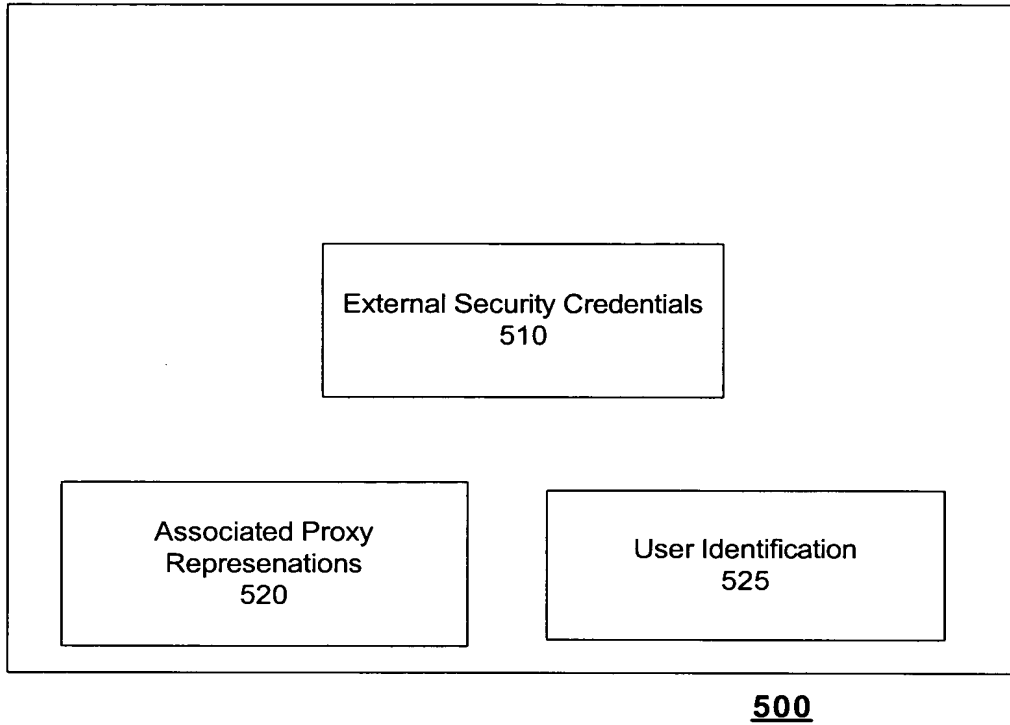 External Security Credentials
510
Associated Proxy
Represenations
520
User Identification
525
500